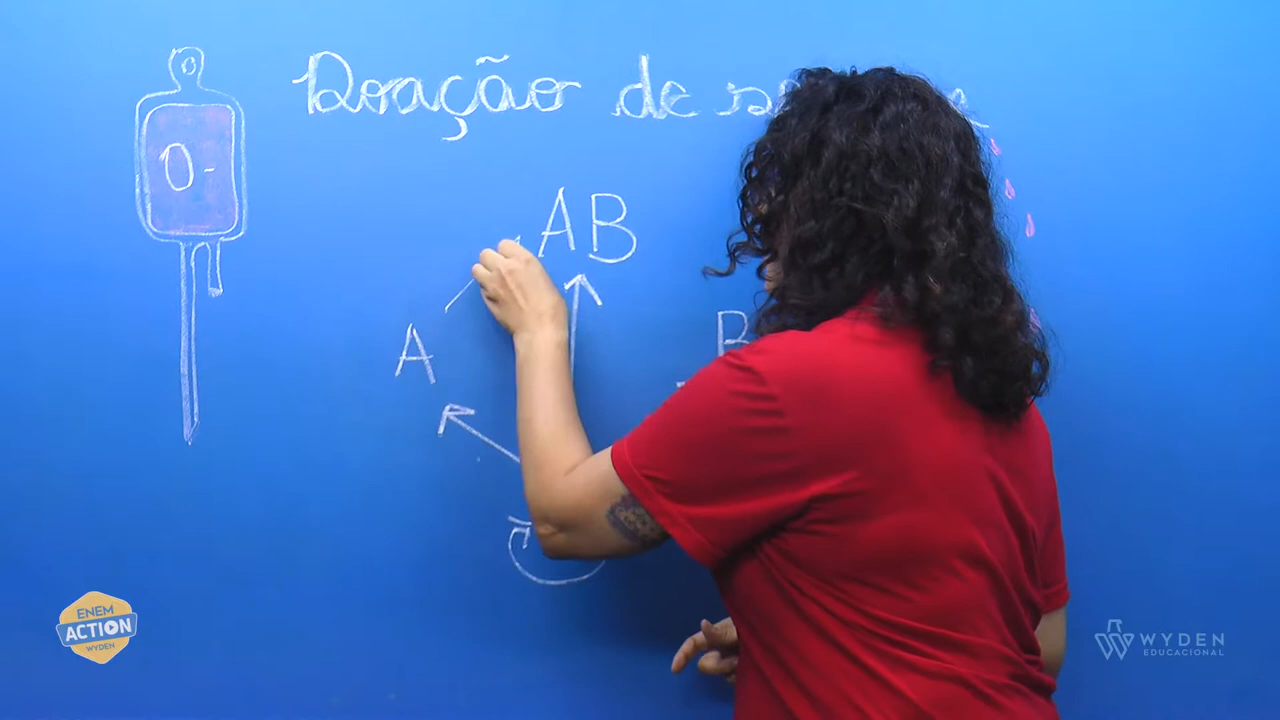 Doação de
O-
AB
A
B
ENEM
ACTION
WYDEN
WYDEN
EDUCACIONAL